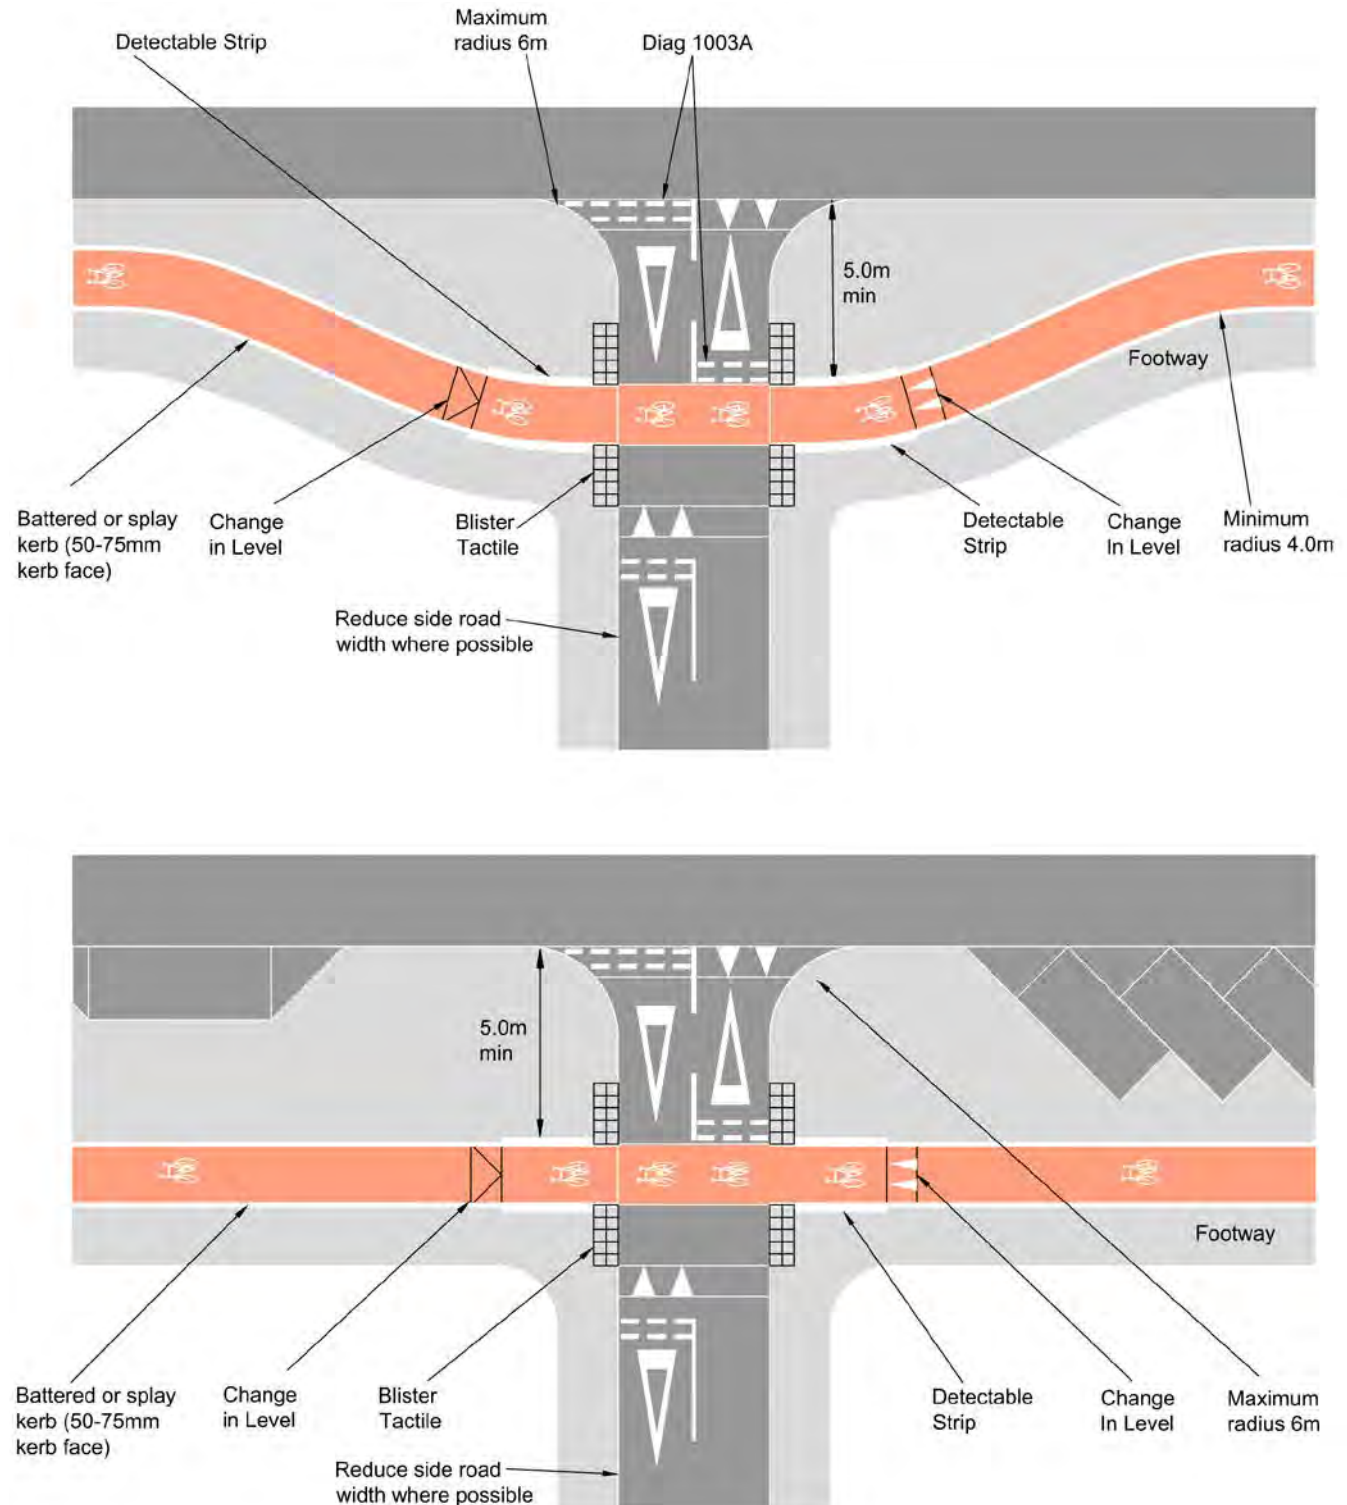 Maximum
radius 6m
Detectable Strip
Diag 1003A
5.0m
min
Footway
Battered or splay
kerb (50-75mm
kerb face)
Change
in Level
Blister
Tactile
Detectable
Strip
Change
In Level
Minimum
radius 4.0m
Reduce side road
width where possible
5.0m
min
Footway
Battered or splay
kerb (50-75mm
kerb face)
Change
in Level
Blister
Tactile
Detectable
Strip
Change
In Level
Maximum
radius 6m
Reduce side road
width where possible